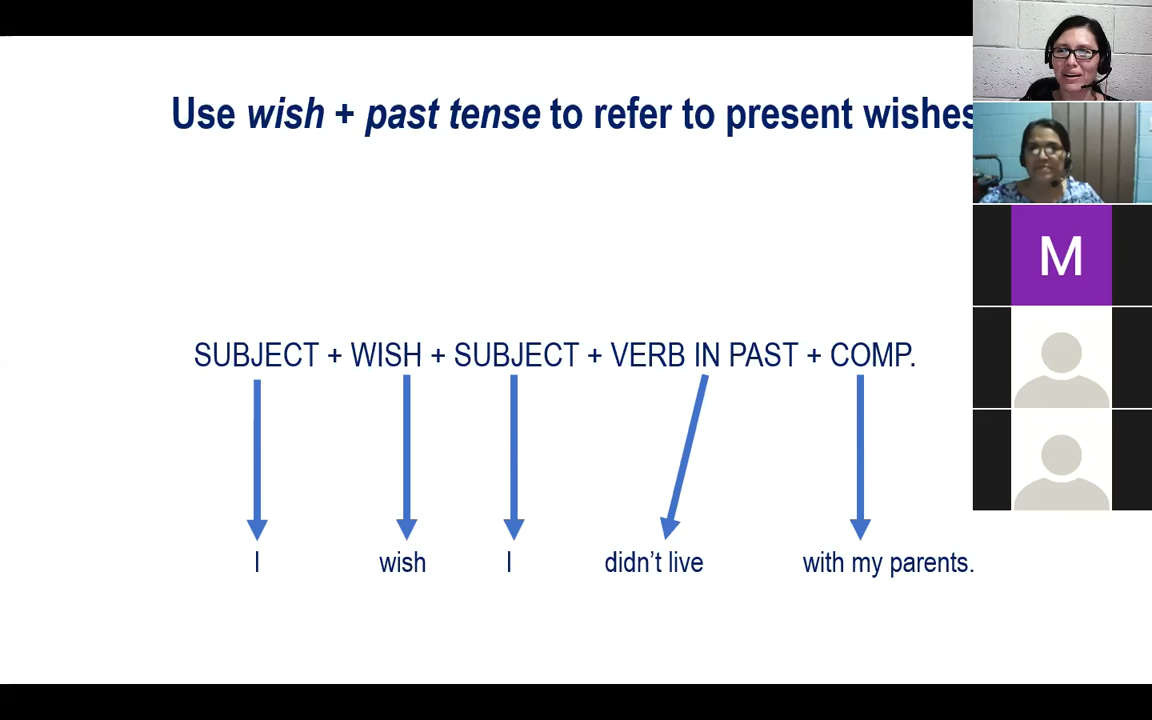 Use wish + past tense to refer to present wishes
SUBJECT + WISH + SUBJECT + VERB IN PAST + COMP.
I wish I didn't live with my parents.
M